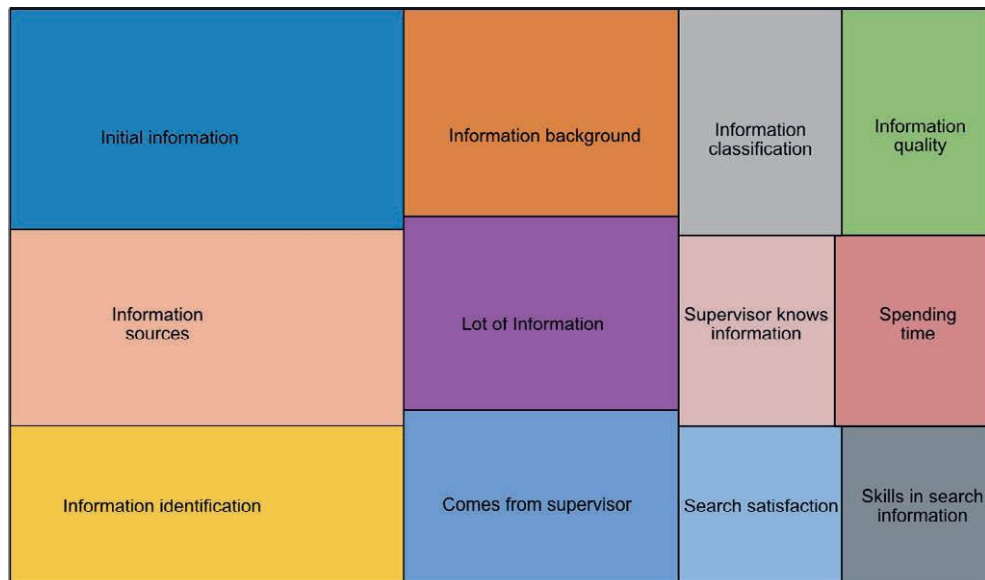 Initial information
Information background
Information
classification
Information
quality
Information
sources
Lot of Information
Supervisor knows
information
Spending
time
Information identification
Comes from supervisor
Search satisfaction
Skills in search
information